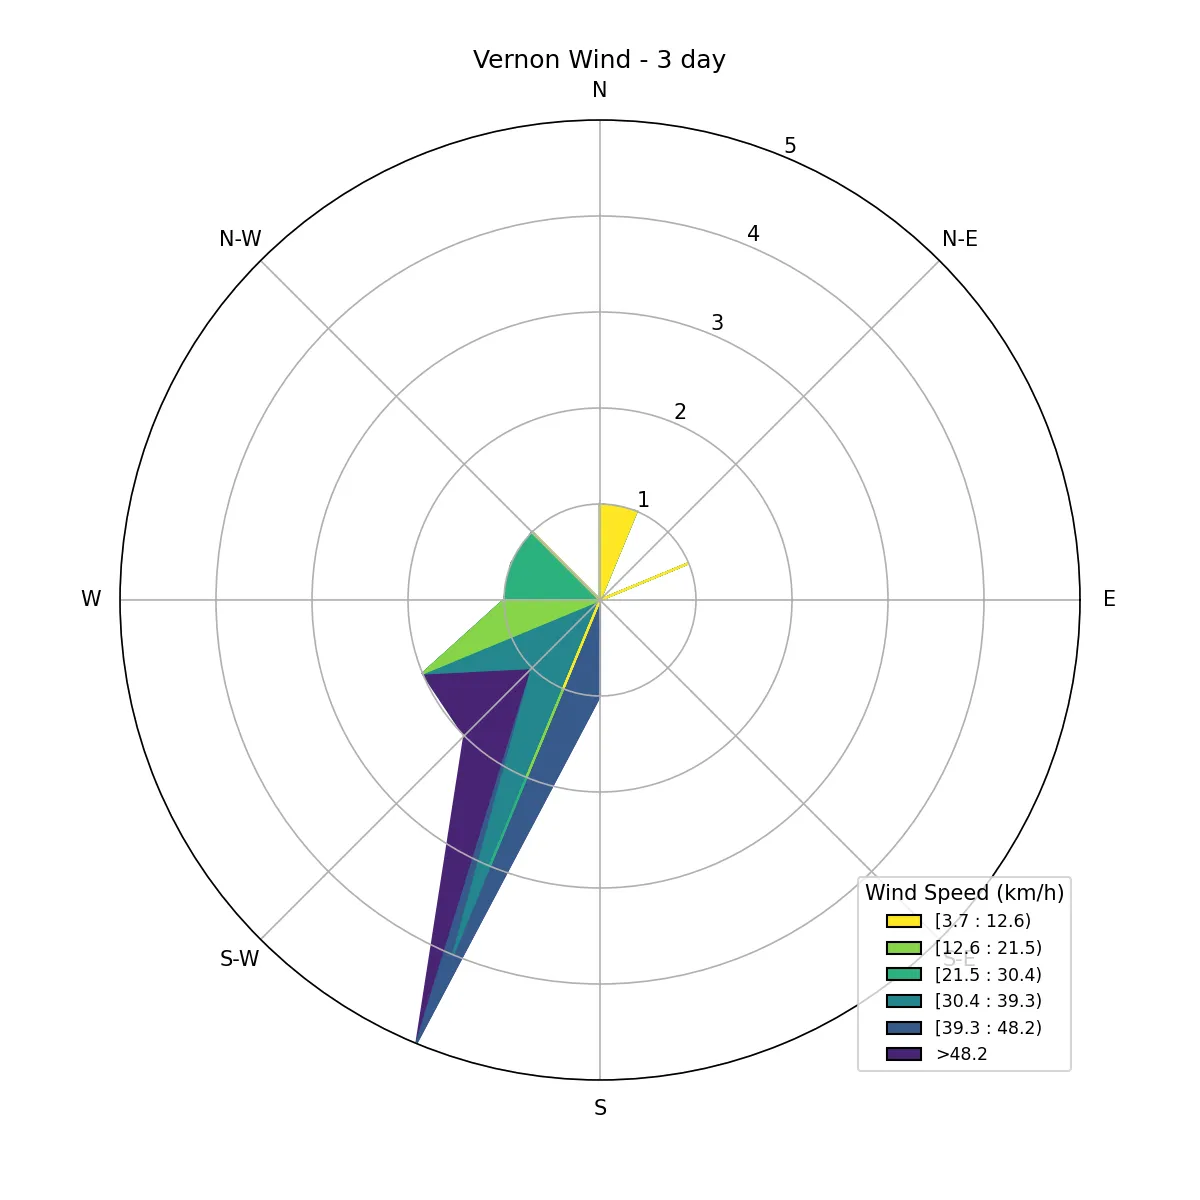 Vernon Wind - 3 day
N
5
N-W
4
N-E
3
2
1
W
E
S-W
S-E
S
Wind Speed (km/h)
[3.7 : 12.6)
[12.6 : 21.5)
[21.5 : 30.4)
[30.4 : 39.3)
[39.3 : 48.2)
>48.2